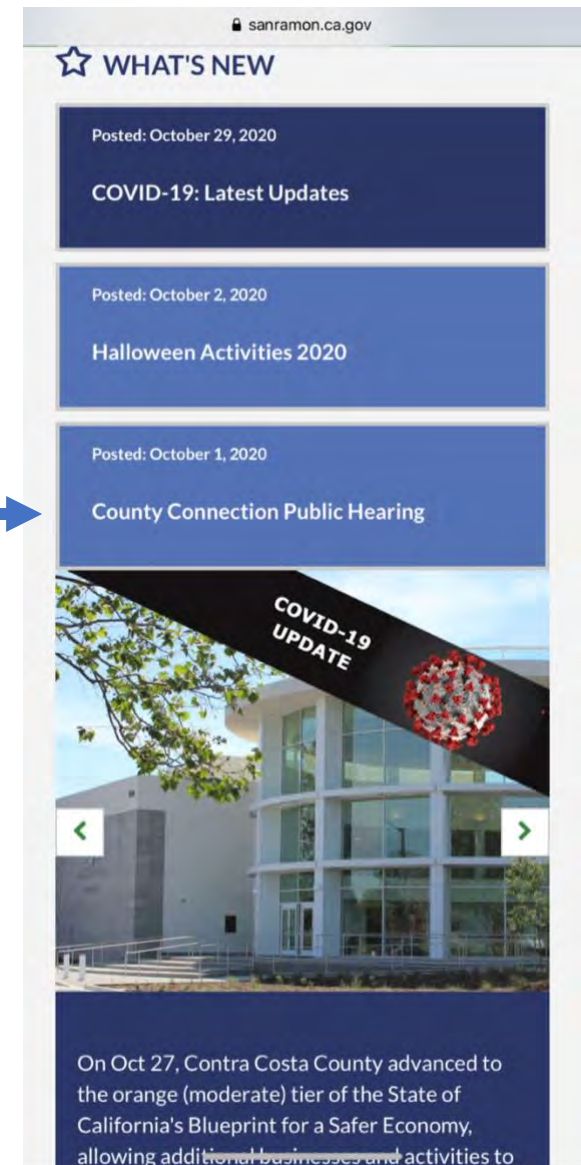 sanramon.ca.gov
WHAT'S NEW
Posted: October 29, 2020
COVID-19: Latest Updates
Posted: October 2, 2020
Halloween Activities 2020
Posted: October 1, 2020
County Connection Public Hearing
COVID-19
UPDATE
On Oct 27, Contra Costa County advanced to
the orange (moderate) tier of the State of
California's Blueprint for a Safer Economy,
allowing additional businesses and activities to